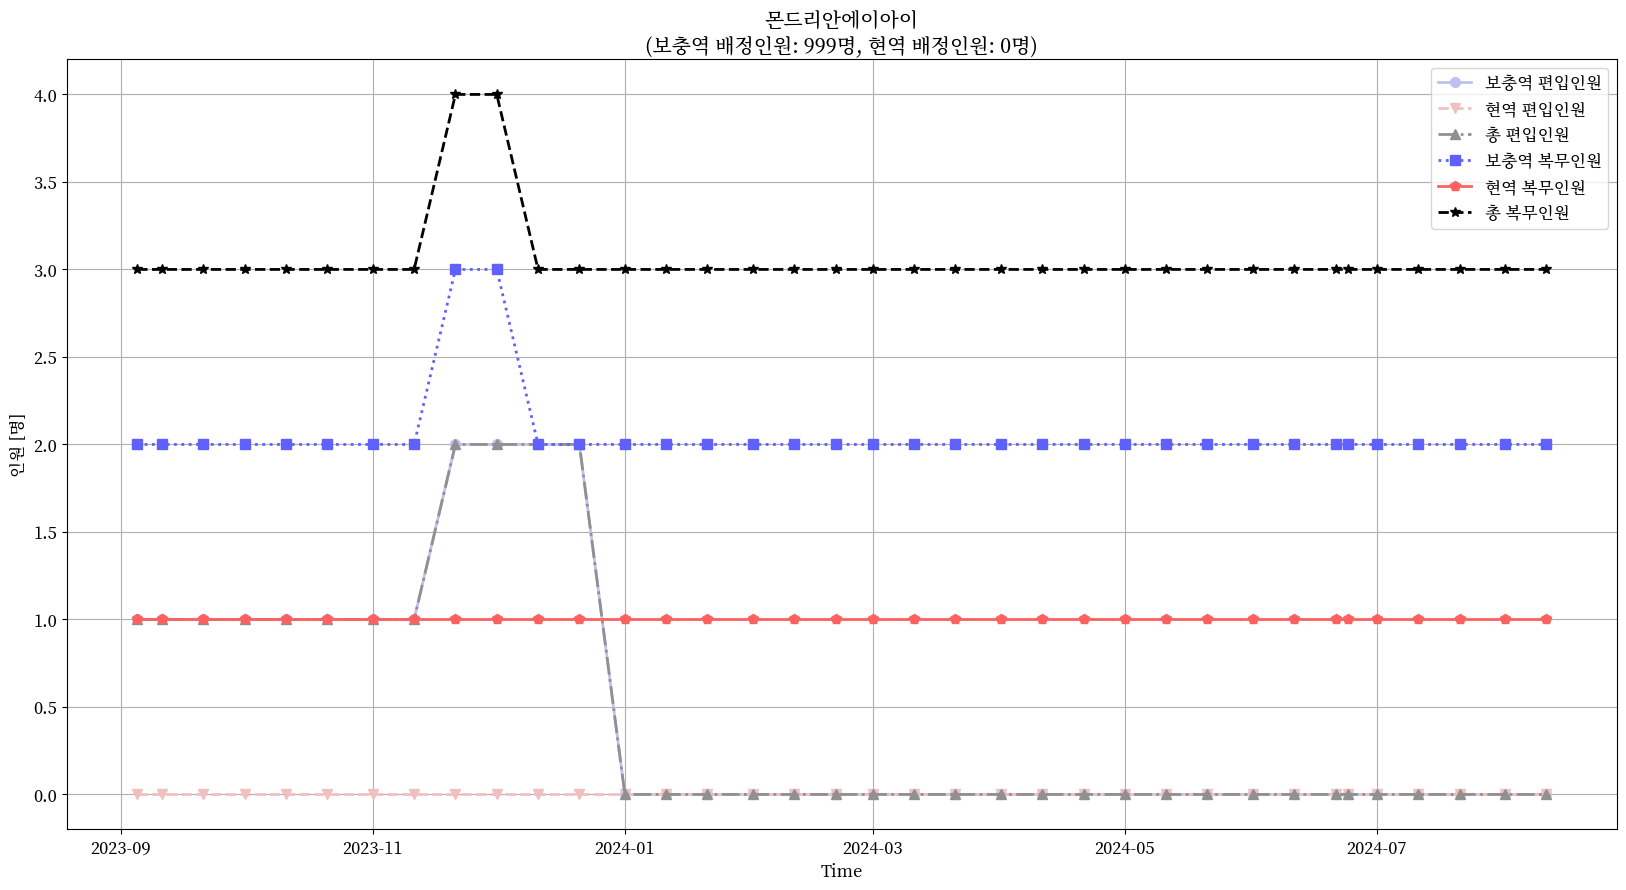 몬드리안에이아이
(보충역 배정인원: 999명, 현역 배정인원: 0명)
보충역 편입인원
현역 편입인원
총 편입인원
보충역 복무인원
현역 복무인원
총 복무인원
인원 [명]
4.0
3.5
3.0
2.5
2.0
1.5
1.0
0.5
0.0
2023-09
2023-11
2024-01
2024-03
2024-05
2024-07
Time